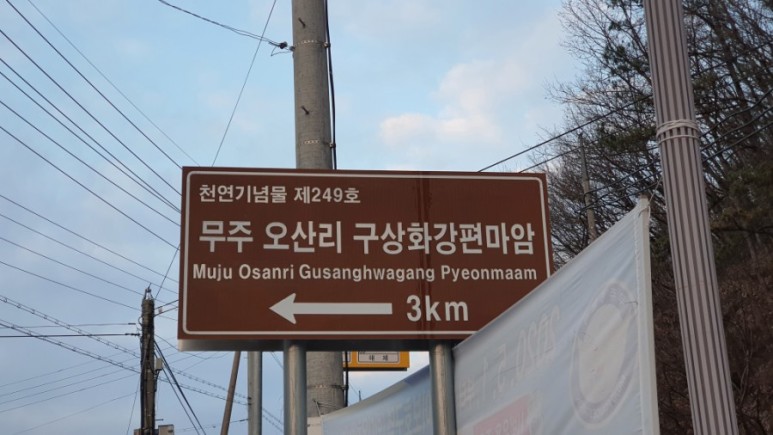 천연기념물 제249호
무주 오산리 구상화강편마암
Muju Osanri Gusanghwagang Pyeonmaam
3km